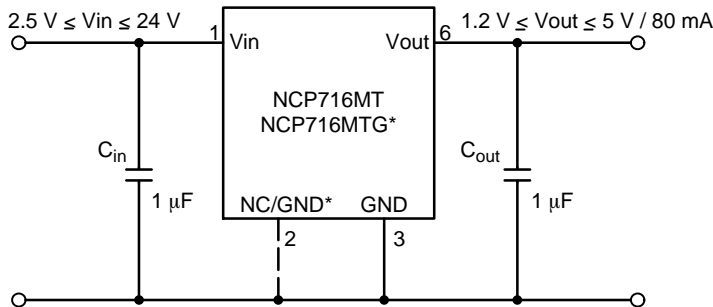 2.5 V ≤ Vin ≤ 24 V
1.2 V ≤ Vout ≤ 5 V / 80 mA
1
Vin
Vout
6
NCP716MT
NCP716MTG*
Cin
1 μF
Cout
1 μF
NC/GND*
GND
2
3